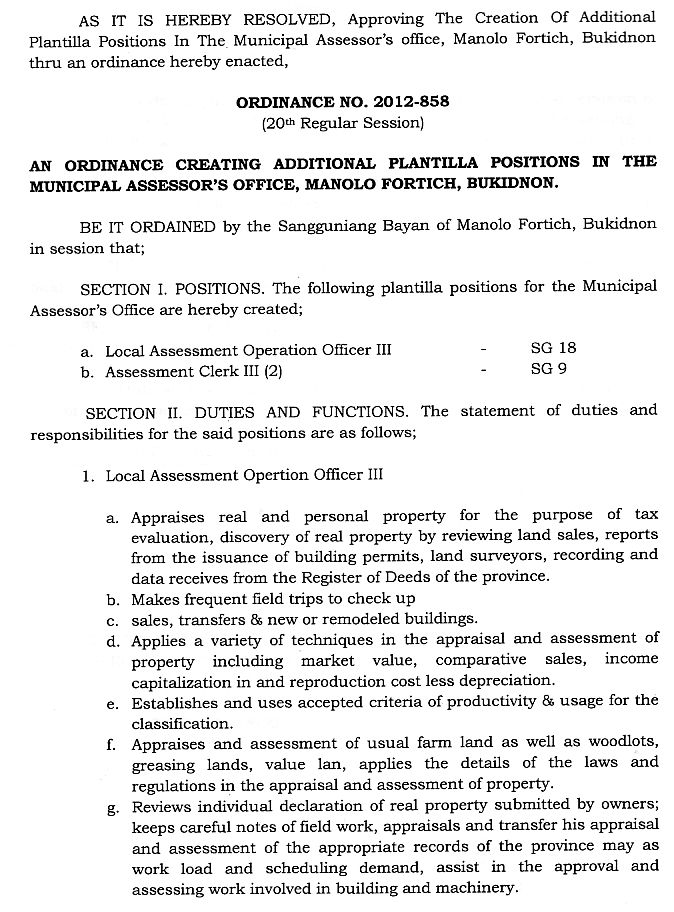 AS IT IS HEREBY RESOLVED, Approving The Creation Of Additional
Plantilla Positions In The Municipal Assessor's office, Manolo Fortich, Bukidnon
thru an ordinance hereby enacted,
ORDINANCE NO. 2012-858
(20th Regular Session)
AN ORDINANCE CREATING ADDITIONAL PLANTILLA POSITIONS IN THE
MUNICIPAL ASSESSOR'S OFFICE, MANOLO FORTICH, BUKIDNON.
BE IT ORDAINED by the Sangguniang Bayan of Manolo Fortich, Bukidnon
in session that;
SECTION I. POSITIONS. The following plantilla positions for the Municipal
Assessor's Office are hereby created;
a. Local Assessment Operation Officer III - SG 18
b. Assessment Clerk III (2) - SG 9
SECTION II. DUTIES AND FUNCTIONS. The statement of duties and
responsibilities for the said positions are as follows;
1. Local Assessment Opertion Officer III
a. Appraises real and personal property for the purpose of tax
evaluation, discovery of real property by reviewing land sales, reports
from the issuance of building permits, land surveyors, recording and
data receives from the Register of Deeds of the province.
b. Makes frequent field trips to check up
c. sales, transfers & new or remodeled buildings.
d. Applies a variety of techniques in the appraisal and assessment of
property including market value, comparative sales, income
capitalization in and reproduction cost less depreciation.
e. Establishes and uses accepted criteria of productivity & usage for the
classification.
f. Appraises and assessment of usual farm land as well as woodlots,
greasing lands, value lan, applies the details of the laws and
regulations in the appraisal and assessment of property.
g. Reviews individual declaration of real property submitted by owners;
keeps careful notes of field work, appraisals and transfer his appraisal
and assessment of the appropriate records of the province may as
work load and scheduling demand, assist in the approval and
assessing work involved in building and machinery.